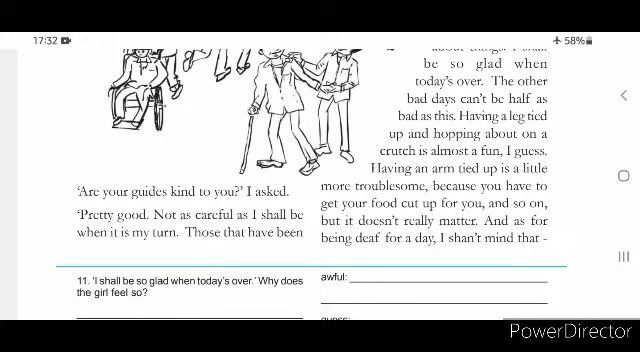 17:32
58%
about things. I shall
be so glad when
today's over. The other
bad days can't be half as
bad as this. Having a leg tied
up and hopping about on a
crutch is almost a fun, I guess.
Having an arm tied up is a little
more troublesome, because you have to
get your food cut up for you, and so on,
but it doesn't really matter. And as for
being deaf for a day, I shan't mind that -
'Are your guides kind to you?' I asked.
'Pretty good. Not as careful as I shall be
when it is my turn. Those that have been
11. 'I shall be so glad when today's over.' Why does
the girl feel so?
awful:
guess:
PowerDirector